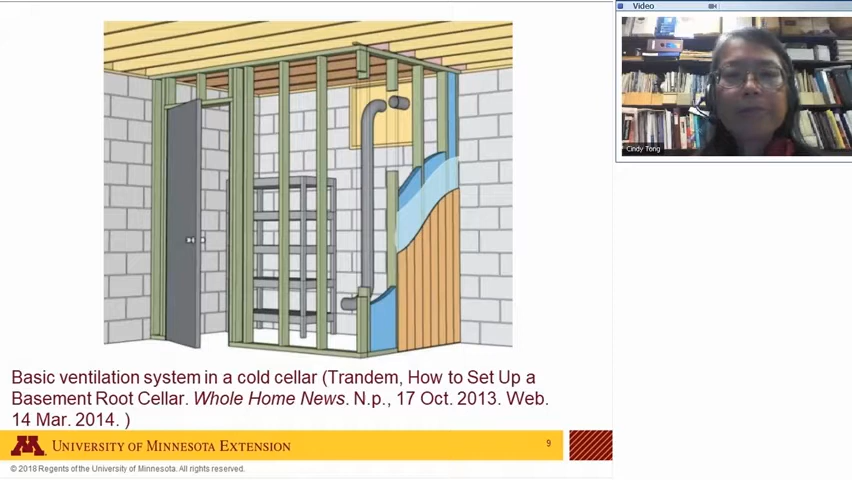 Video
Cindy Tong
Basic ventilation system in a cold cellar (Trandem, How to Set Up a
Basement Root Cellar. Whole Home News. N.p., 17 Oct. 2013. Web.
14 Mar. 2014. )
UNIVERSITY OF MINNESOTA EXTENSION
9
© 2018 Regents of the University of Minnesota. All rights reserved.